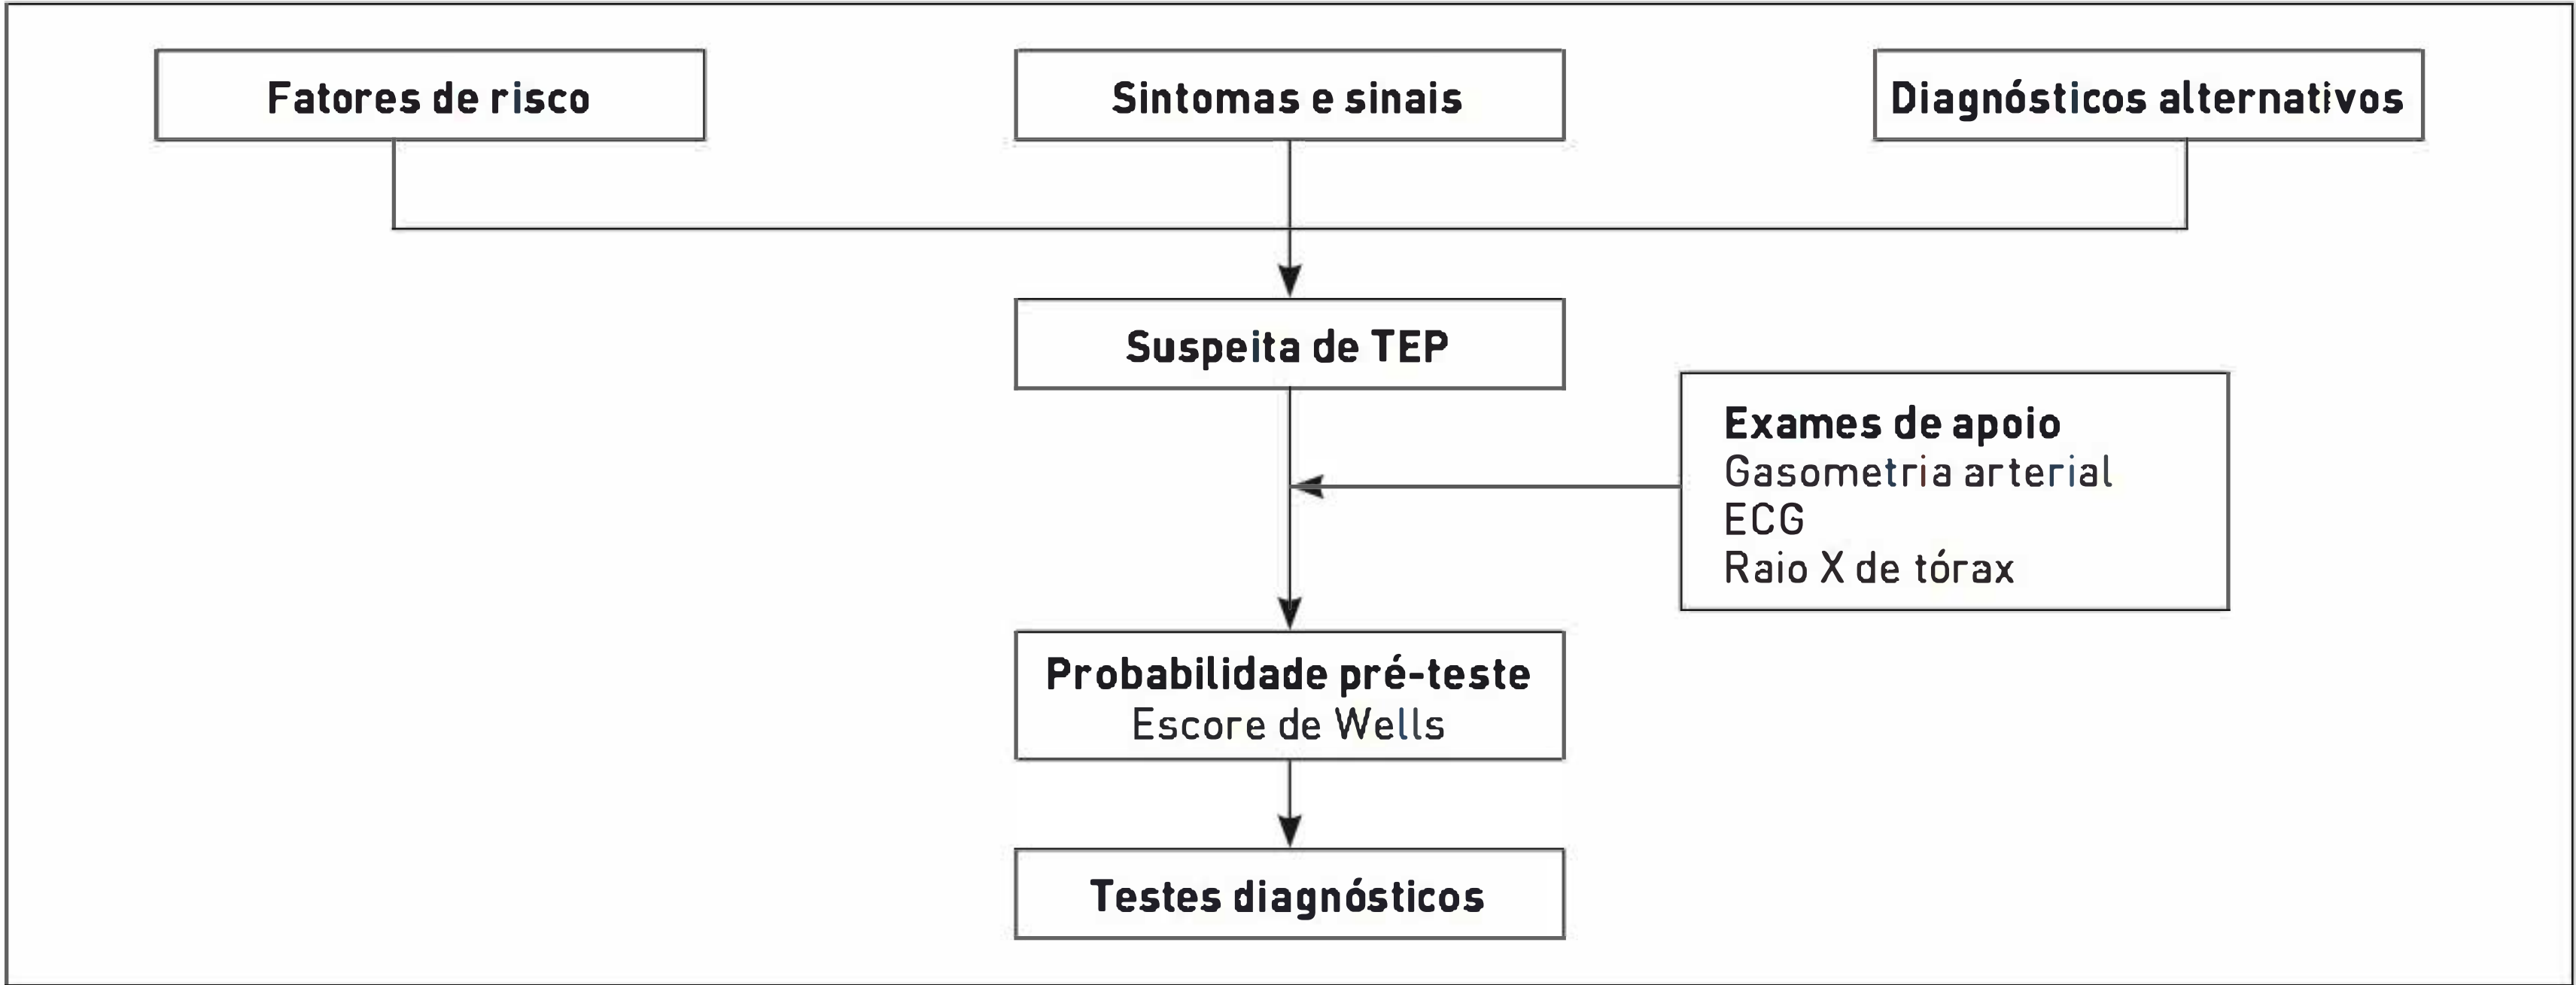 Fatores de risco
Sintomas e sinais
Diagnósticos alternativos
Suspeita de TEP
Exames de apoio
Gasometria arterial
ECG
Raio X de tórax
Probabilidade pré-teste
Escore de Wells
Testes diagnósticos